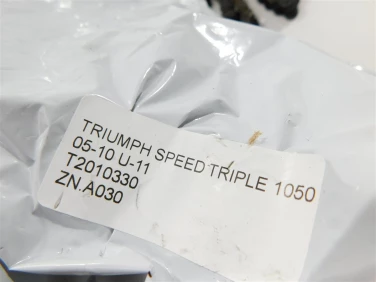 TRIUMPH SPEED TRIPLE 1050
05-10 U-11
T2010330
ZN.A030